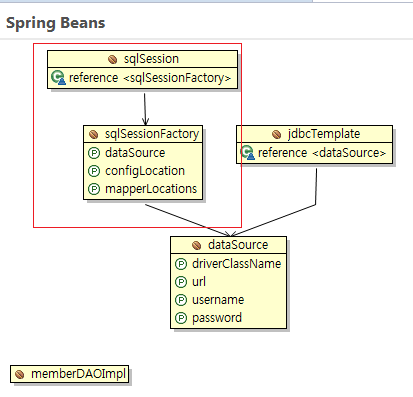 Spring Beans
sqlSession
reference <sqlSessionFactory>
sqlSessionFactory
dataSource
configLocation
mapperLocations
jdbcTemplate
reference <dataSource>
dataSource
driverClassName
url
username
password
memberDAOImpl